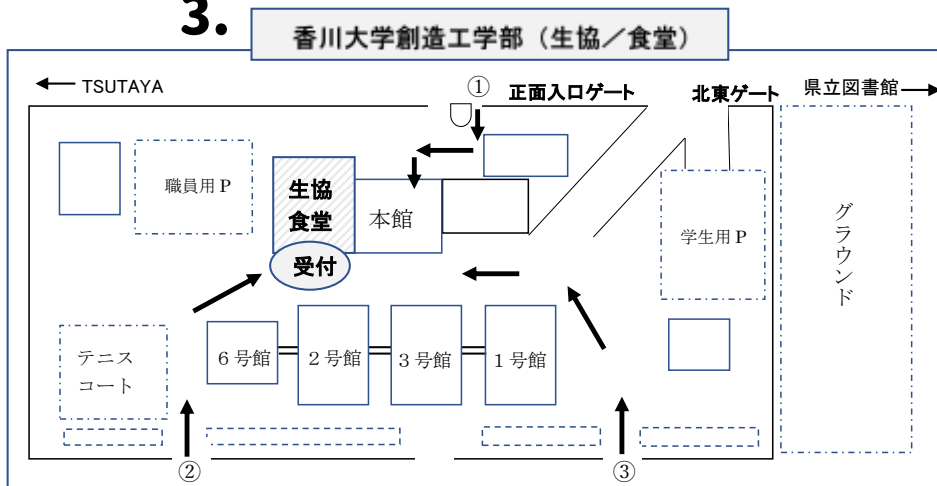 3.
香川大学創造工学部（生協／食堂）
TSUTAYA
①
正面入口ゲート
北東ゲート
県立図書館
職員用 P
生協
食堂
本館
受付
学生用 P
グラウンド
テニス
コート
6 号館
2 号館
3 号館
1 号館
②
③